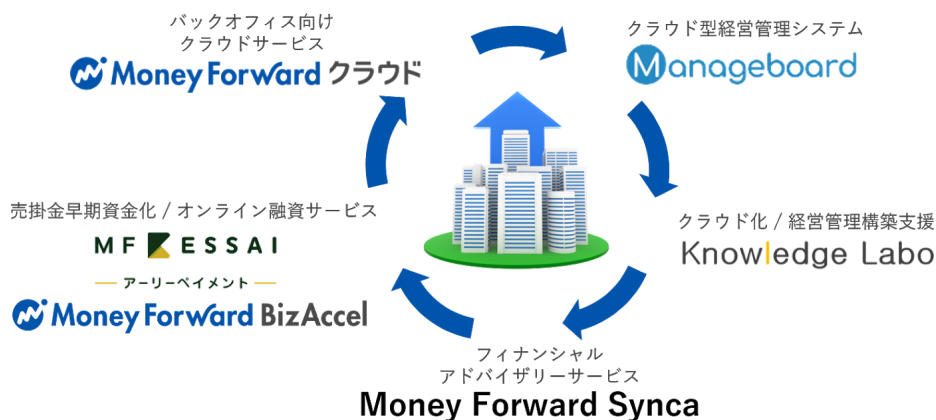 バックオフィス向け
クラウドサービス
Money Forward クラウド
クラウド型経営管理システム
Manageboard
クラウド化 / 経営管理構築支援
Knowledge Labo
フィナンシャル
アドバイザリーサービス
Money Forward Synca
売掛金早期資金化 / オンライン融資サービス
MF KESSAI
アーリーペイメント
Money Forward BizAccel